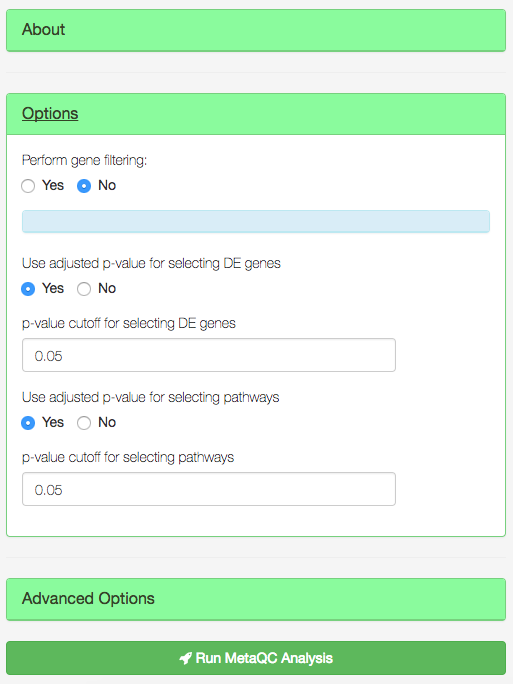 About
Options
Perform gene filtering:
Yes No
Use adjusted p-value for selecting DE genes
Yes No
p-value cutoff for selecting DE genes
0.05
Use adjusted p-value for selecting pathways
Yes No
p-value cutoff for selecting pathways
0.05
Advanced Options
Run MetaQC Analysis